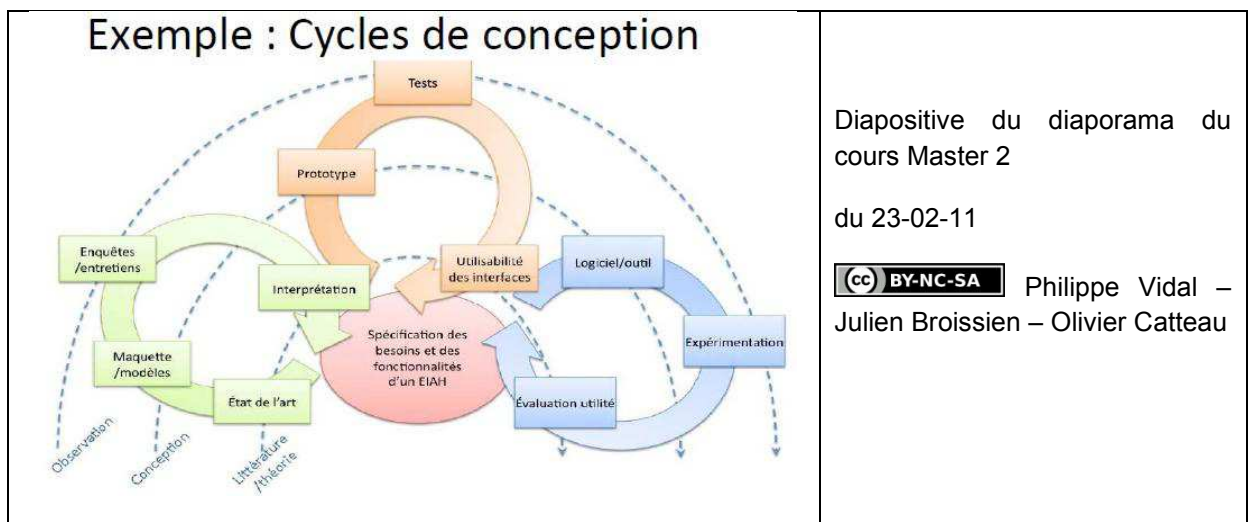 Exemple : Cycles de conception
Tests
Prototype
Enquêtes
/entretiens
Interprétation
Utilisabilité
des interfaces
Logiciel/outil
Spécification des
besoins et des
fonctionnalités
d'un EIAH
Expérimentation
Maquette
/modèles
État de l'art
Évaluation utilité
Observation
Conception
Littérature
/théorie
Diapositive du diaporama du
cours Master 2
du 23-02-11
(cc) BY-NC-SA Philippe Vidal –
Julien Broissien – Olivier Catteau